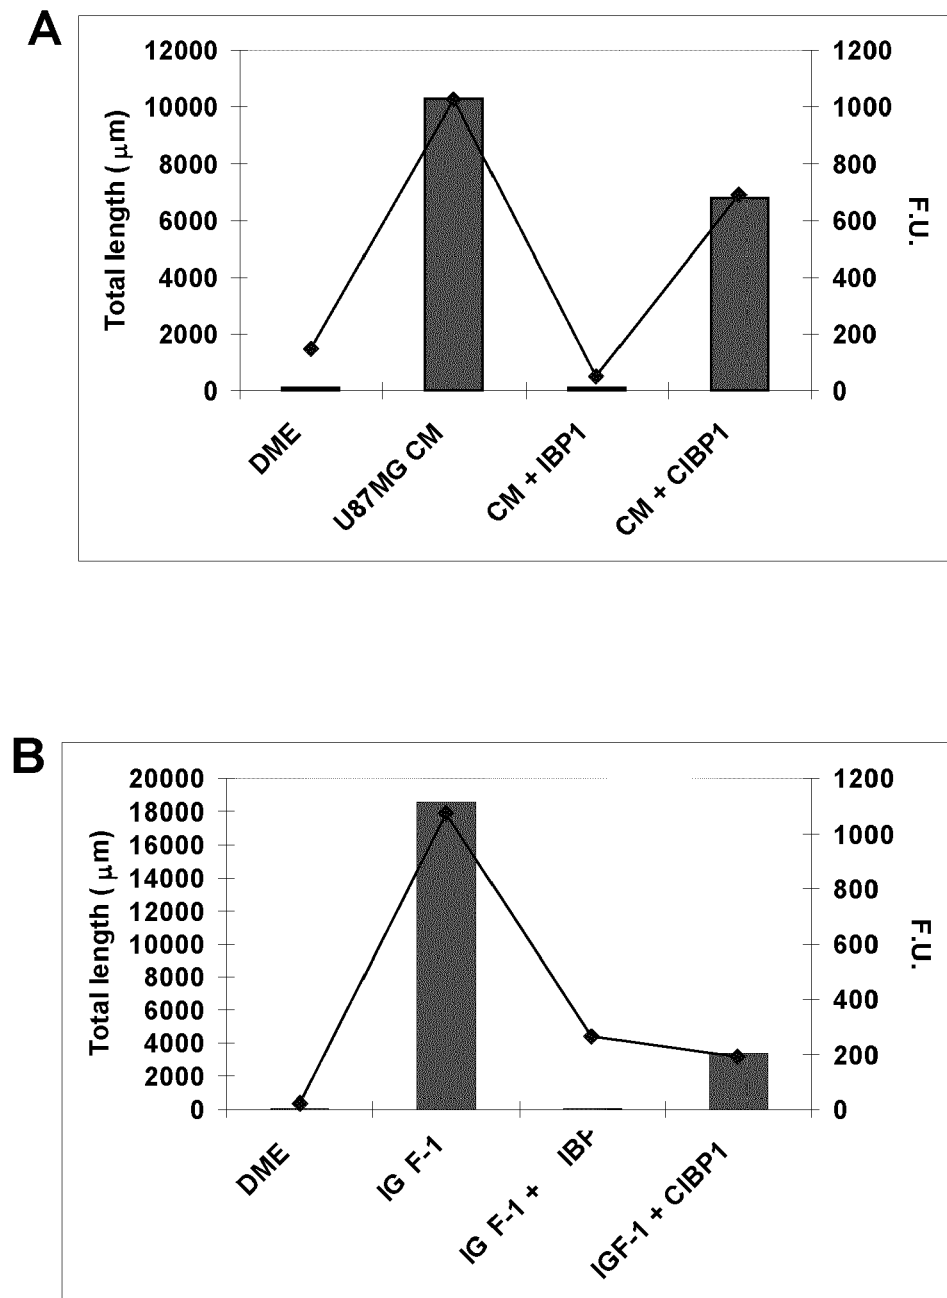 A
12000
10000
8000
6000
4000
2000
0
Total length ( μm)
1200
1000
800
600
400
200
0
F.U.
DME
U87MG CM
CM + IBP1
CM + CIBP1
B
20000
18000
16000
14000
12000
10000
8000
6000
4000
2000
0
Total length ( μm)
1200
1000
800
600
400
200
0
F.U.
DME
IG F-1
IG F-1 + IBP
IGF-1 + CIBP1